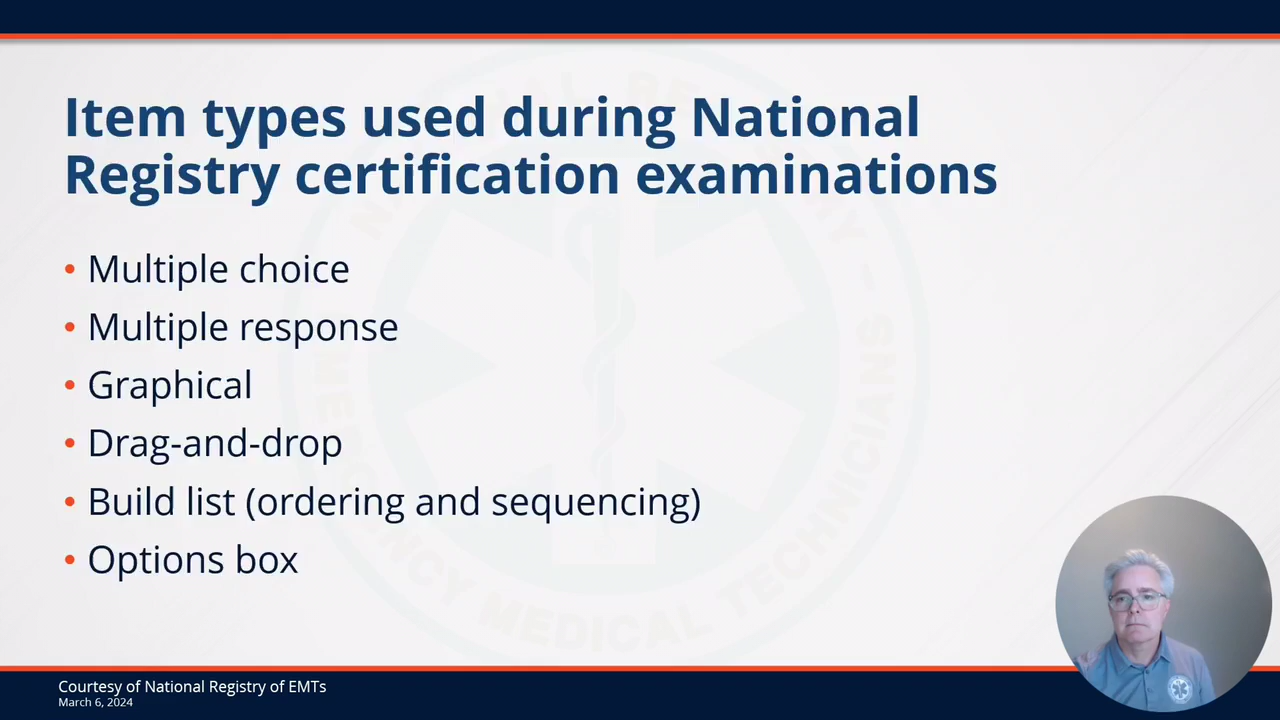 Item types used during National
Registry certification examinations
• Multiple choice
• Multiple response
• Graphical
• Drag-and-drop
• Build list (ordering and sequencing)
• Options box
Courtesy of National Registry of EMTs
March 6, 2024